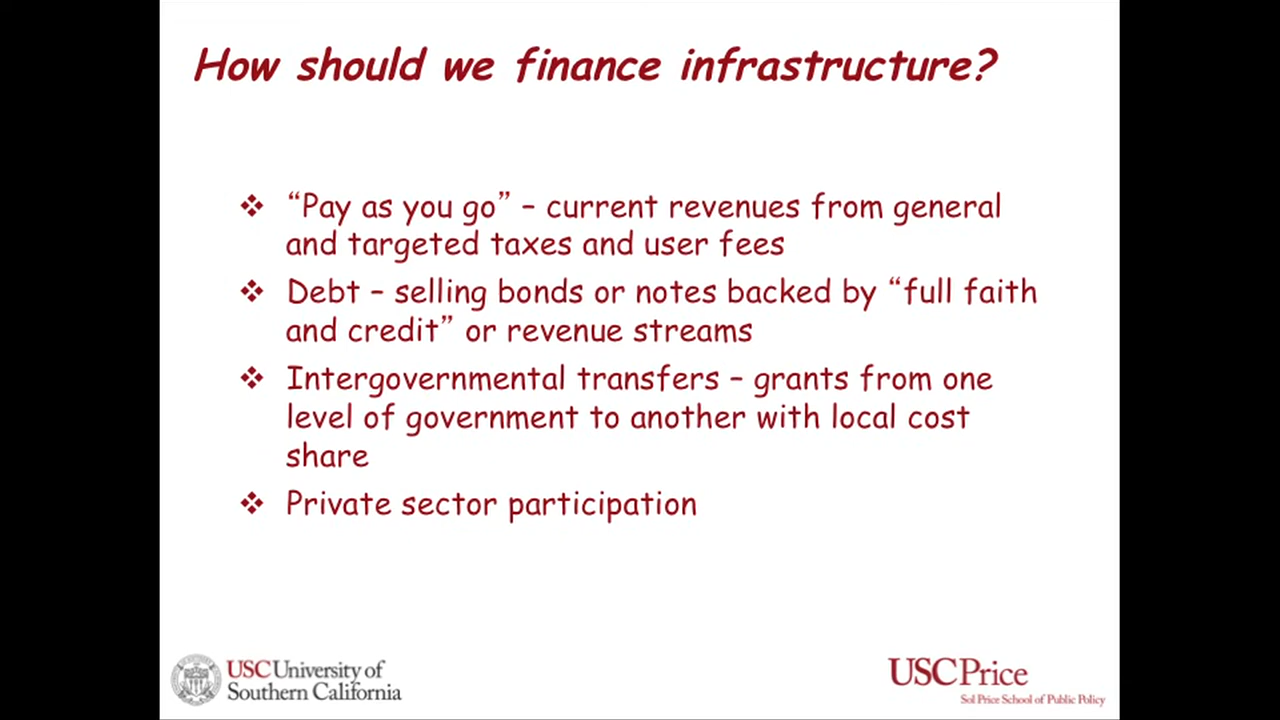 How should we finance infrastructure?
❖ “Pay as you go” – current revenues from general
and targeted taxes and user fees
❖ Debt – selling bonds or notes backed by “full faith
and credit” or revenue streams
❖ Intergovernmental transfers – grants from one
level of government to another with local cost
share
❖ Private sector participation
USC University of
Southern California
USC Price
Sol Price School of Public Policy